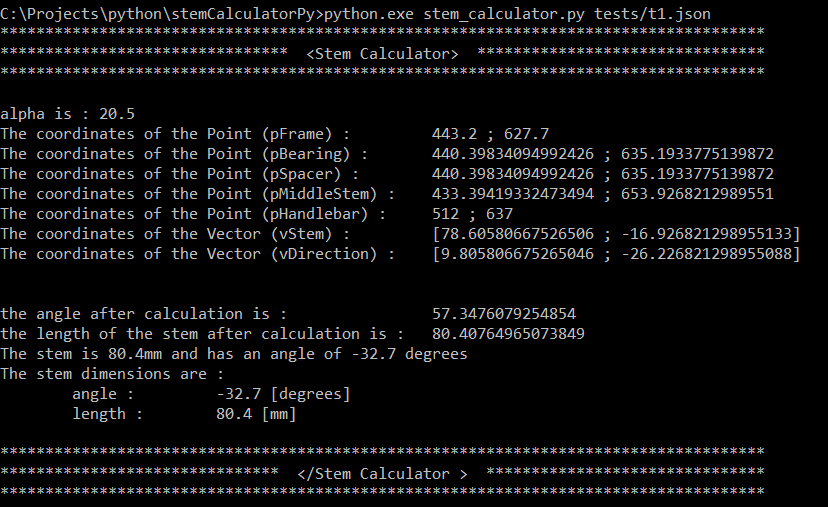 C:\Projects\python\stemCalculatorPy>python.exe stem_calculator.py tests/t1.json
*************************************************************************************
******************************** <Stem Calculator> ********************************
*************************************************************************************
alpha is : 20.5
The coordinates of the Point (pFrame) : 443.2 ; 627.7
The coordinates of the Point (pBearing) : 440.39834094992426 ; 635.1933775139872
The coordinates of the Point (pSpacer) : 440.39834094992426 ; 635.1933775139872
The coordinates of the Point (pMiddleStem) : 433.39419332473494 ; 653.9268212989551
The coordinates of the Point (pHandlebar) : 512 ; 637
The coordinates of the Vector (vStem) : [78.60580667526506 ; -16.926821298955133]
The coordinates of the Vector (vDirection) : [9.805806675265046 ; -26.226821298955088]
the angle after calculation is : 57.3476079254854
the length of the stem after calculation is : 80.40764965073849
The stem is 80.4mm and has an angle of -32.7 degrees
The stem dimensions are :
angle : -32.7 [degrees]
length : 80.4 [mm]
*************************************************************************************
******************************* </Stem Calculator > *******************************
*************************************************************************************